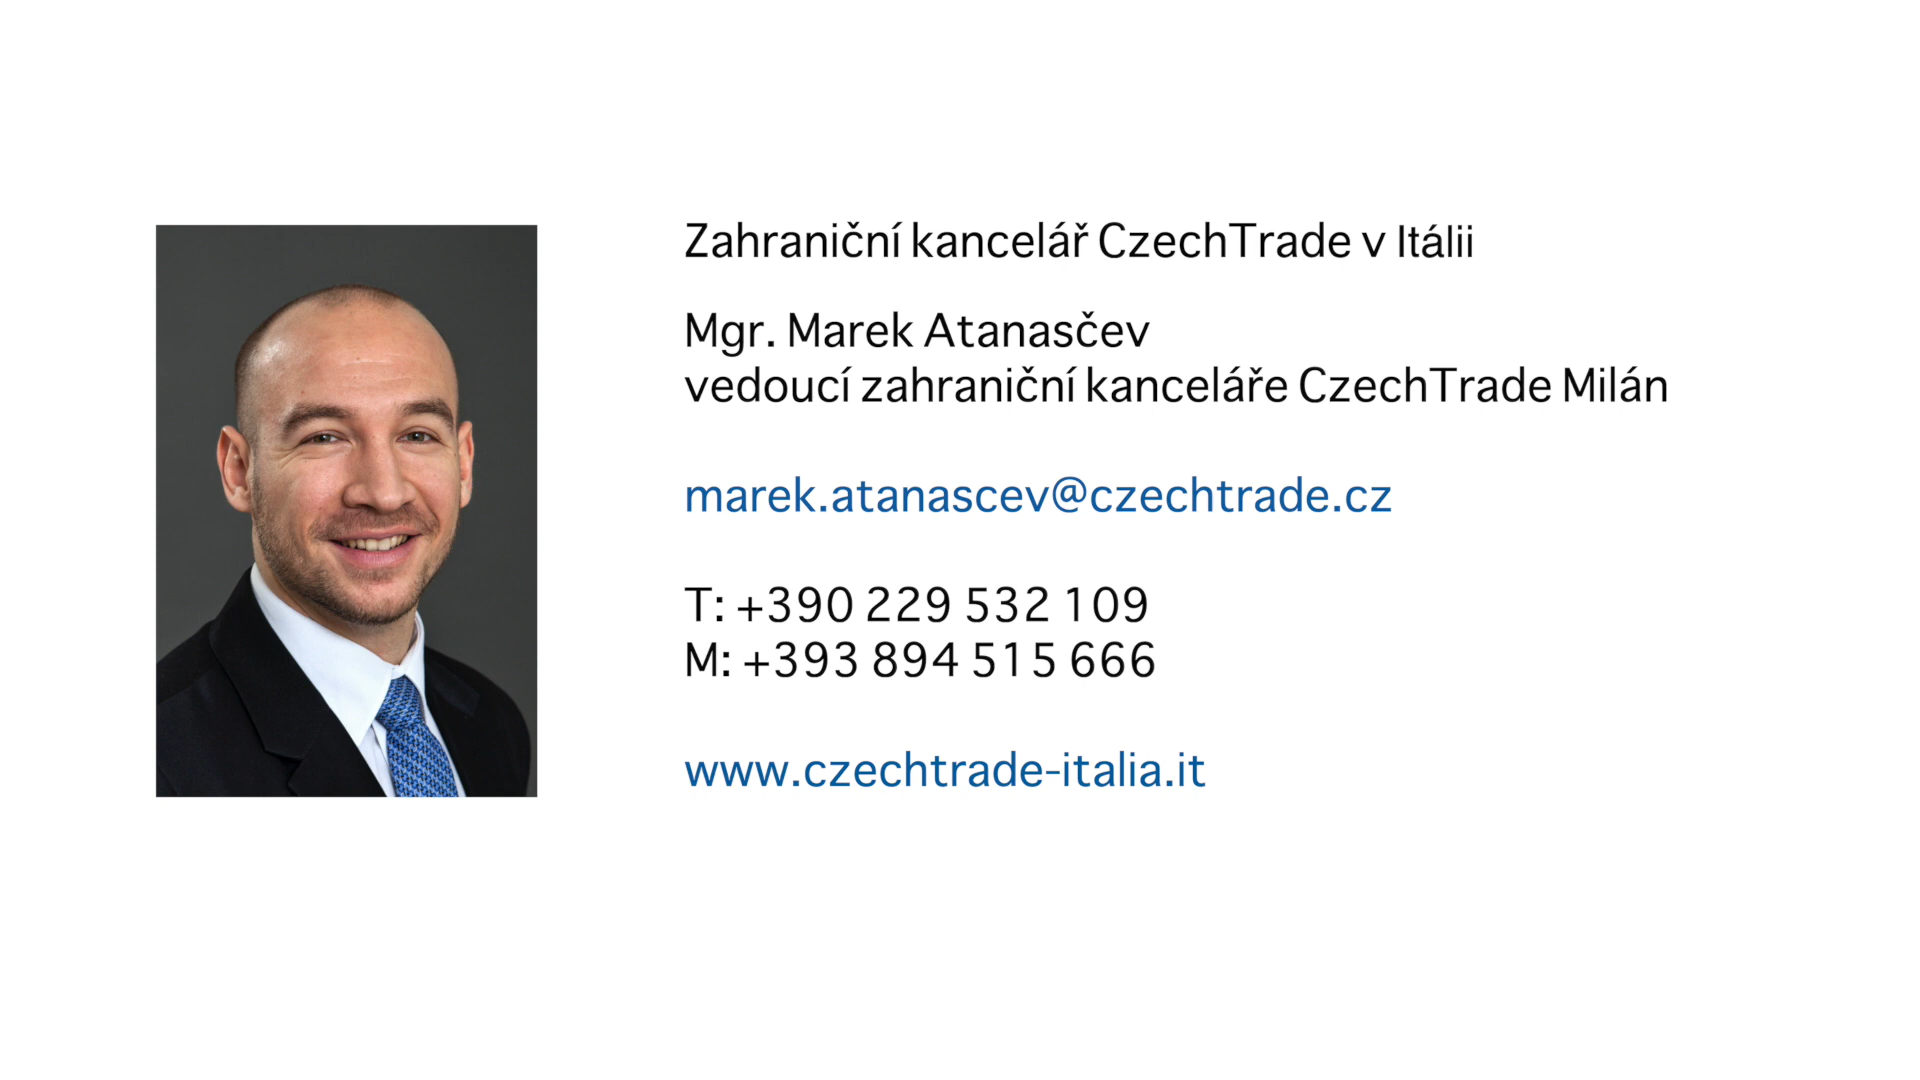 Zahraniční kancelář CzechTrade v Itálii
Mgr. Marek Atanasčev
vedoucí zahraniční kanceláře CzechTrade Milán
marek.atanascev@czechtrade.cz
T: +390 229 532 109
M: +393 894 515 666
www.czechtrade-italia.it